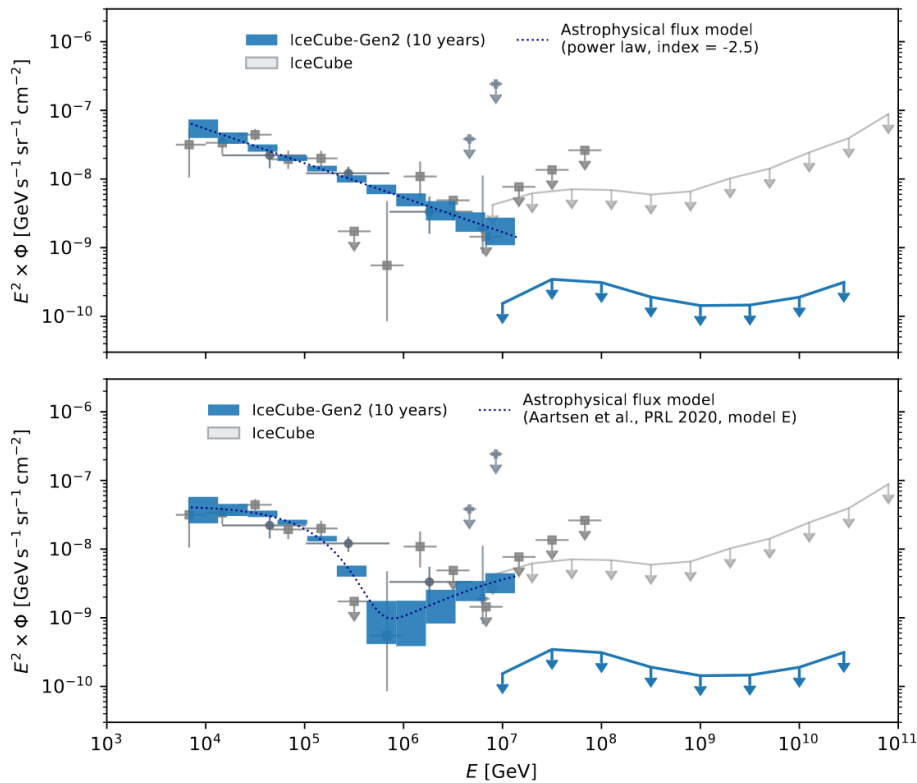 10⁻⁶
10⁻⁷
10⁻⁸
10⁻⁹
10⁻¹⁰
E² × Φ [GeV s⁻¹ sr⁻¹ cm⁻²]
IceCube-Gen2 (10 years)
IceCube
Astrophysical flux model
(power law, index = -2.5)
10⁻⁶
10⁻⁷
10⁻⁸
10⁻⁹
10⁻¹⁰
E² × Φ [GeV s⁻¹ sr⁻¹ cm⁻²]
IceCube-Gen2 (10 years)
IceCube
Astrophysical flux model
(Aartsen et al., PRL 2020, model E)
10³ 10⁴ 10⁵ 10⁶ 10⁷ 10⁸ 10⁹ 10¹⁰ 10¹¹
E [GeV]